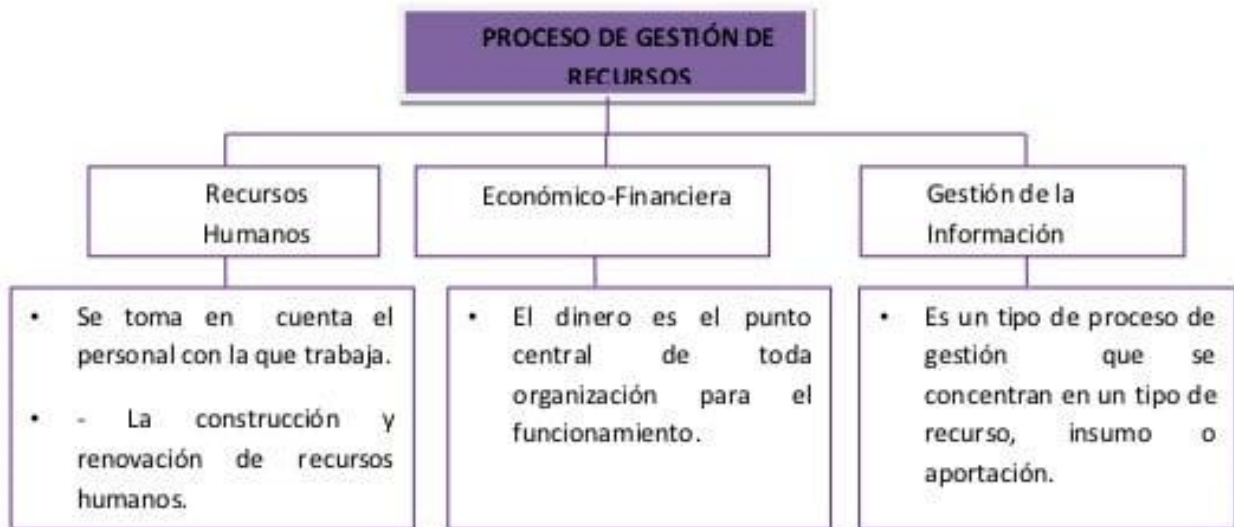 PROCESO DE GESTIÓN DE
RECURSOS
Recursos
Humanos
Económico-Financiera
Gestión de la
Información
• Se toma en cuenta el
personal con la que trabaja.
• - La construcción y
renovación de recursos
humanos.
• El dinero es el punto
central de toda
organización para el
funcionamiento.
• Es un tipo de proceso de
gestión que se
concentran en un tipo de
recurso, insumo o
aportación.